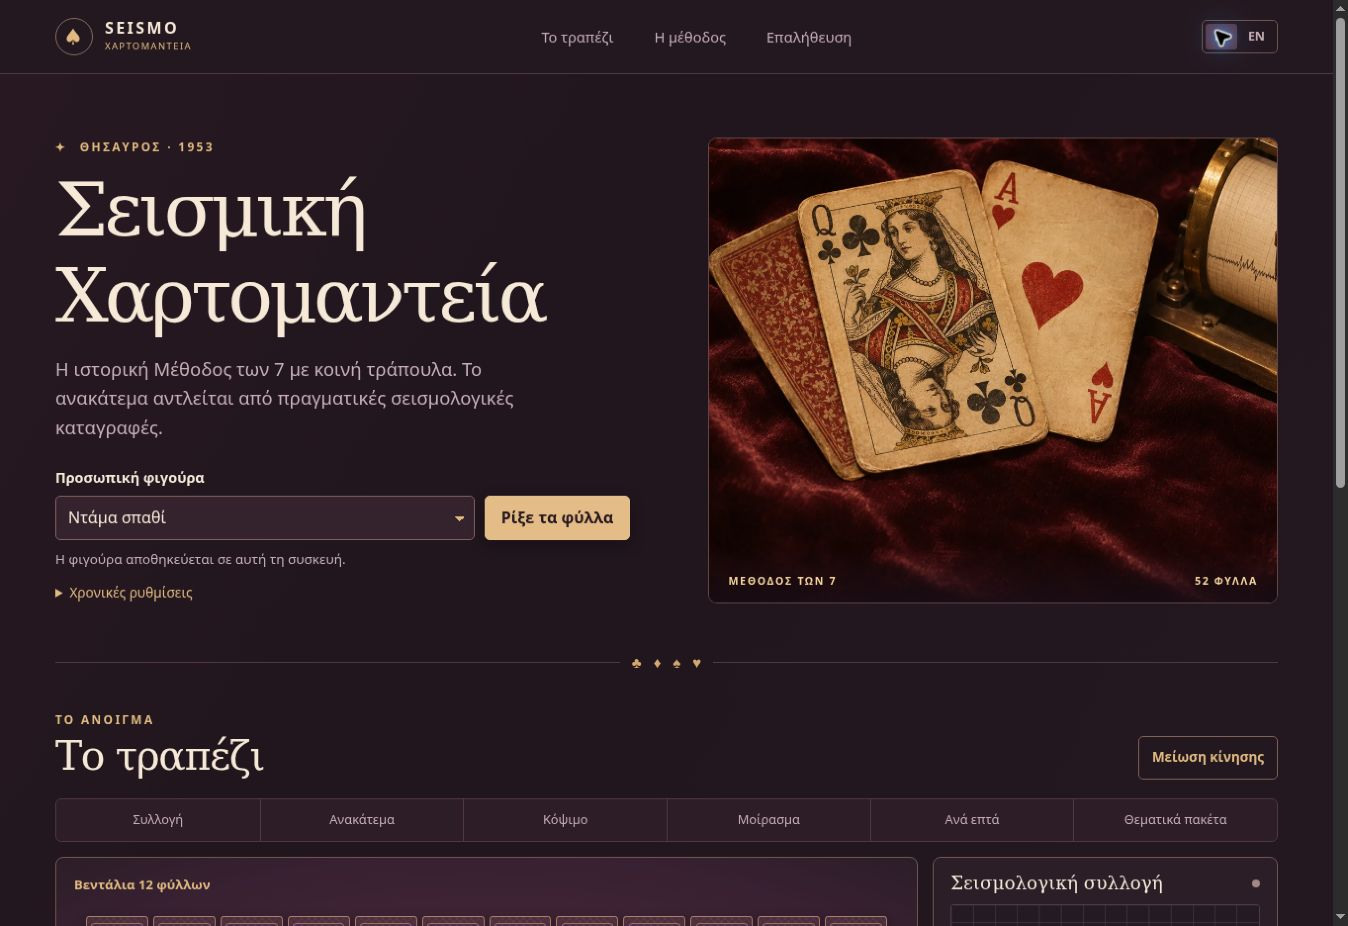 SEISMO
ΧΑΡΤΟΜΑΝΤΕΙΑ
Το τραπέζι
Η μέθοδος
Επαλήθευση
EN
✦ ΘΗΣΑΥΡΟΣ · 1953
Σεισμική
Χαρτομαντεία
Η ιστορική Μέθοδος των 7 με κοινή τράπουλα. Το
ανακάτεμα αντλείται από πραγματικές σεισμολογικές
καταγραφές.
Προσωπική φιγούρα
Ντάμα σπαθί
Ρίξε τα φύλλα
Η φιγούρα αποθηκεύεται σε αυτή τη συσκευή.
Χρονικές ρυθμίσεις
Q
A
Q
A
ΜΕΘΟΔΟΣ ΤΩΝ 7
52 ΦΥΛΛΑ
ΤΟ ΑΝΟΙΓΜΑ
Το τραπέζι
Μείωση κίνησης
Συλλογή
Ανακάτεμα
Κόψιμο
Μοίρασμα
Ανά επτά
Θεματικά πακέτα
Βεντάλια 12 φύλλων
Σεισμολογική συλλογή